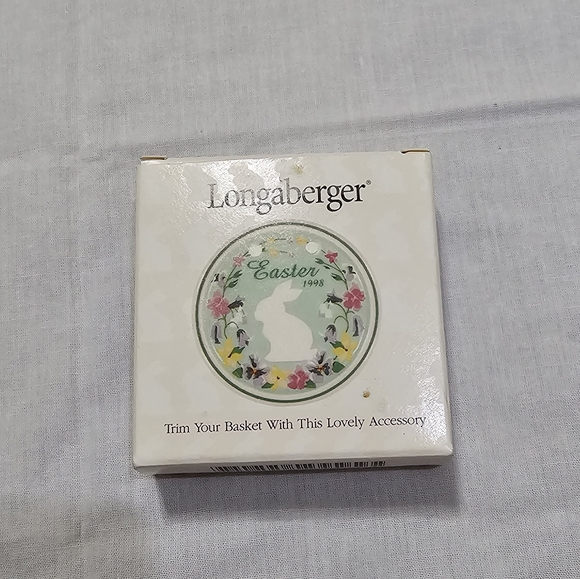 Longaberger®
Easter
1998
Trim Your Basket With This Lovely Accessory